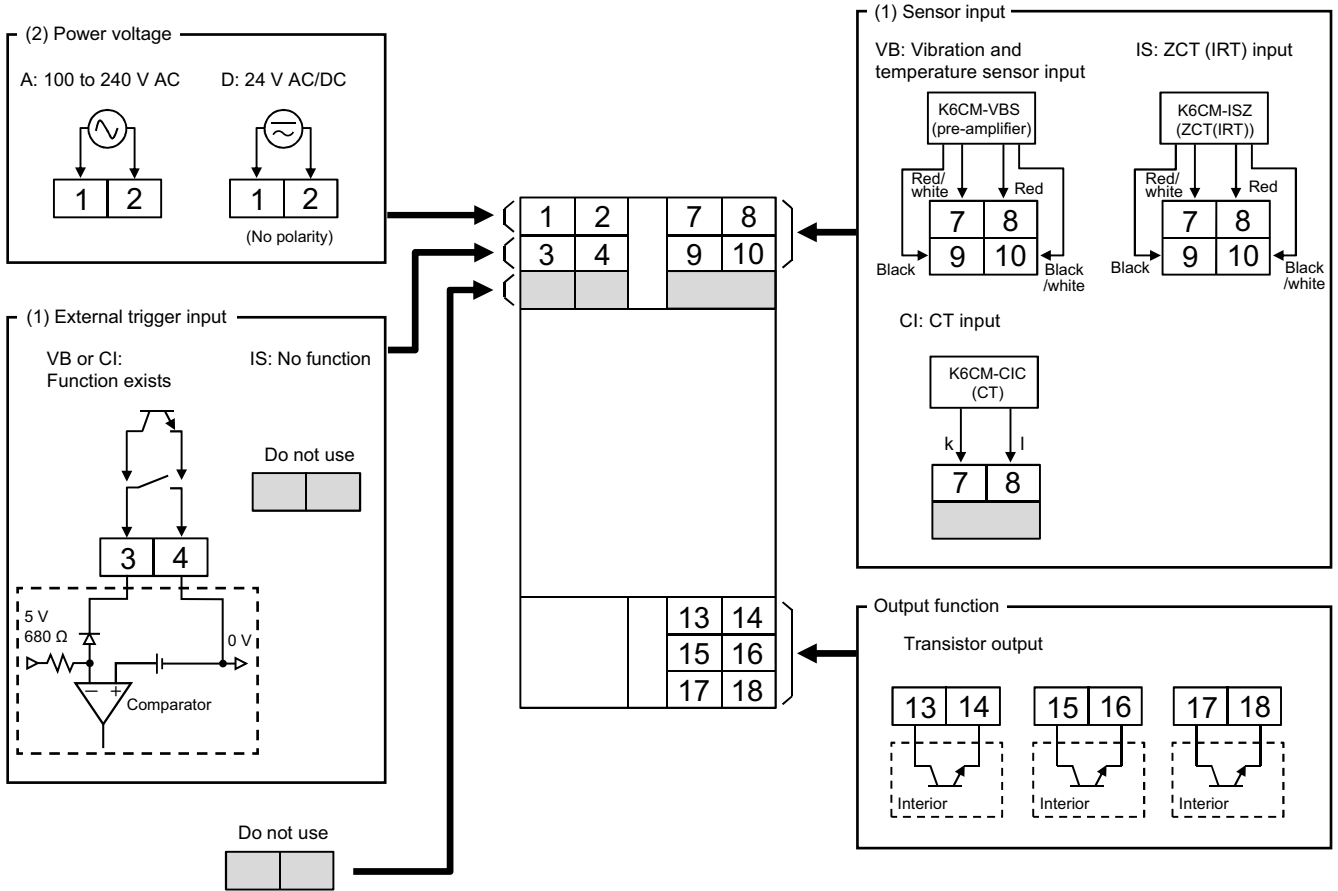 (2) Power voltage
A: 100 to 240 V AC
D: 24 V AC/DC
1 2
1 2
(No polarity)
(1) External trigger input
VB or CI:
Function exists
IS: No function
Do not use
3 4
5 V
680 Ω
0 V
− +
Comparator
Do not use
1 2 7 8
3 4 9 10
13 14
15 16
17 18
(1) Sensor input
VB: Vibration and
temperature sensor input
K6CM-VBS
(pre-amplifier)
Red/
white
Red
7 8
9 10
Black
Black
/white
IS: ZCT (IRT) input
K6CM-ISZ
(ZCT(IRT))
Red/
white
Red
7 8
9 10
Black
Black
/white
CI: CT input
K6CM-CIC
(CT)
k l
7 8
Output function
Transistor output
13 14
Interior
15 16
Interior
17 18
Interior